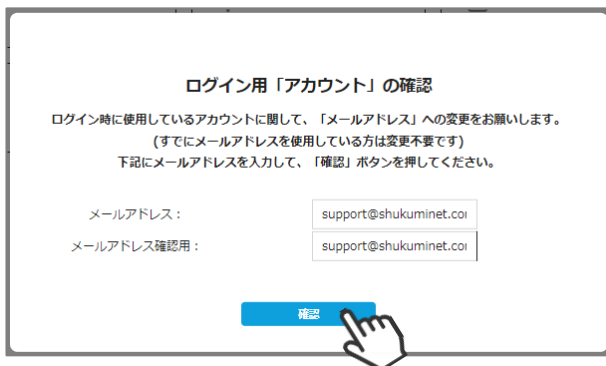 ログイン用「アカウント」の確認
ログイン時に使用しているアカウントに関して、「メールアドレス」への変更をお願いします。
(すでにメールアドレスを使用している方は変更不要です)
下記にメールアドレスを入力して、「確認」ボタンを押してください。
メールアドレス： support@shukuminet.co
メールアドレス確認用： support@shukuminet.co
確認